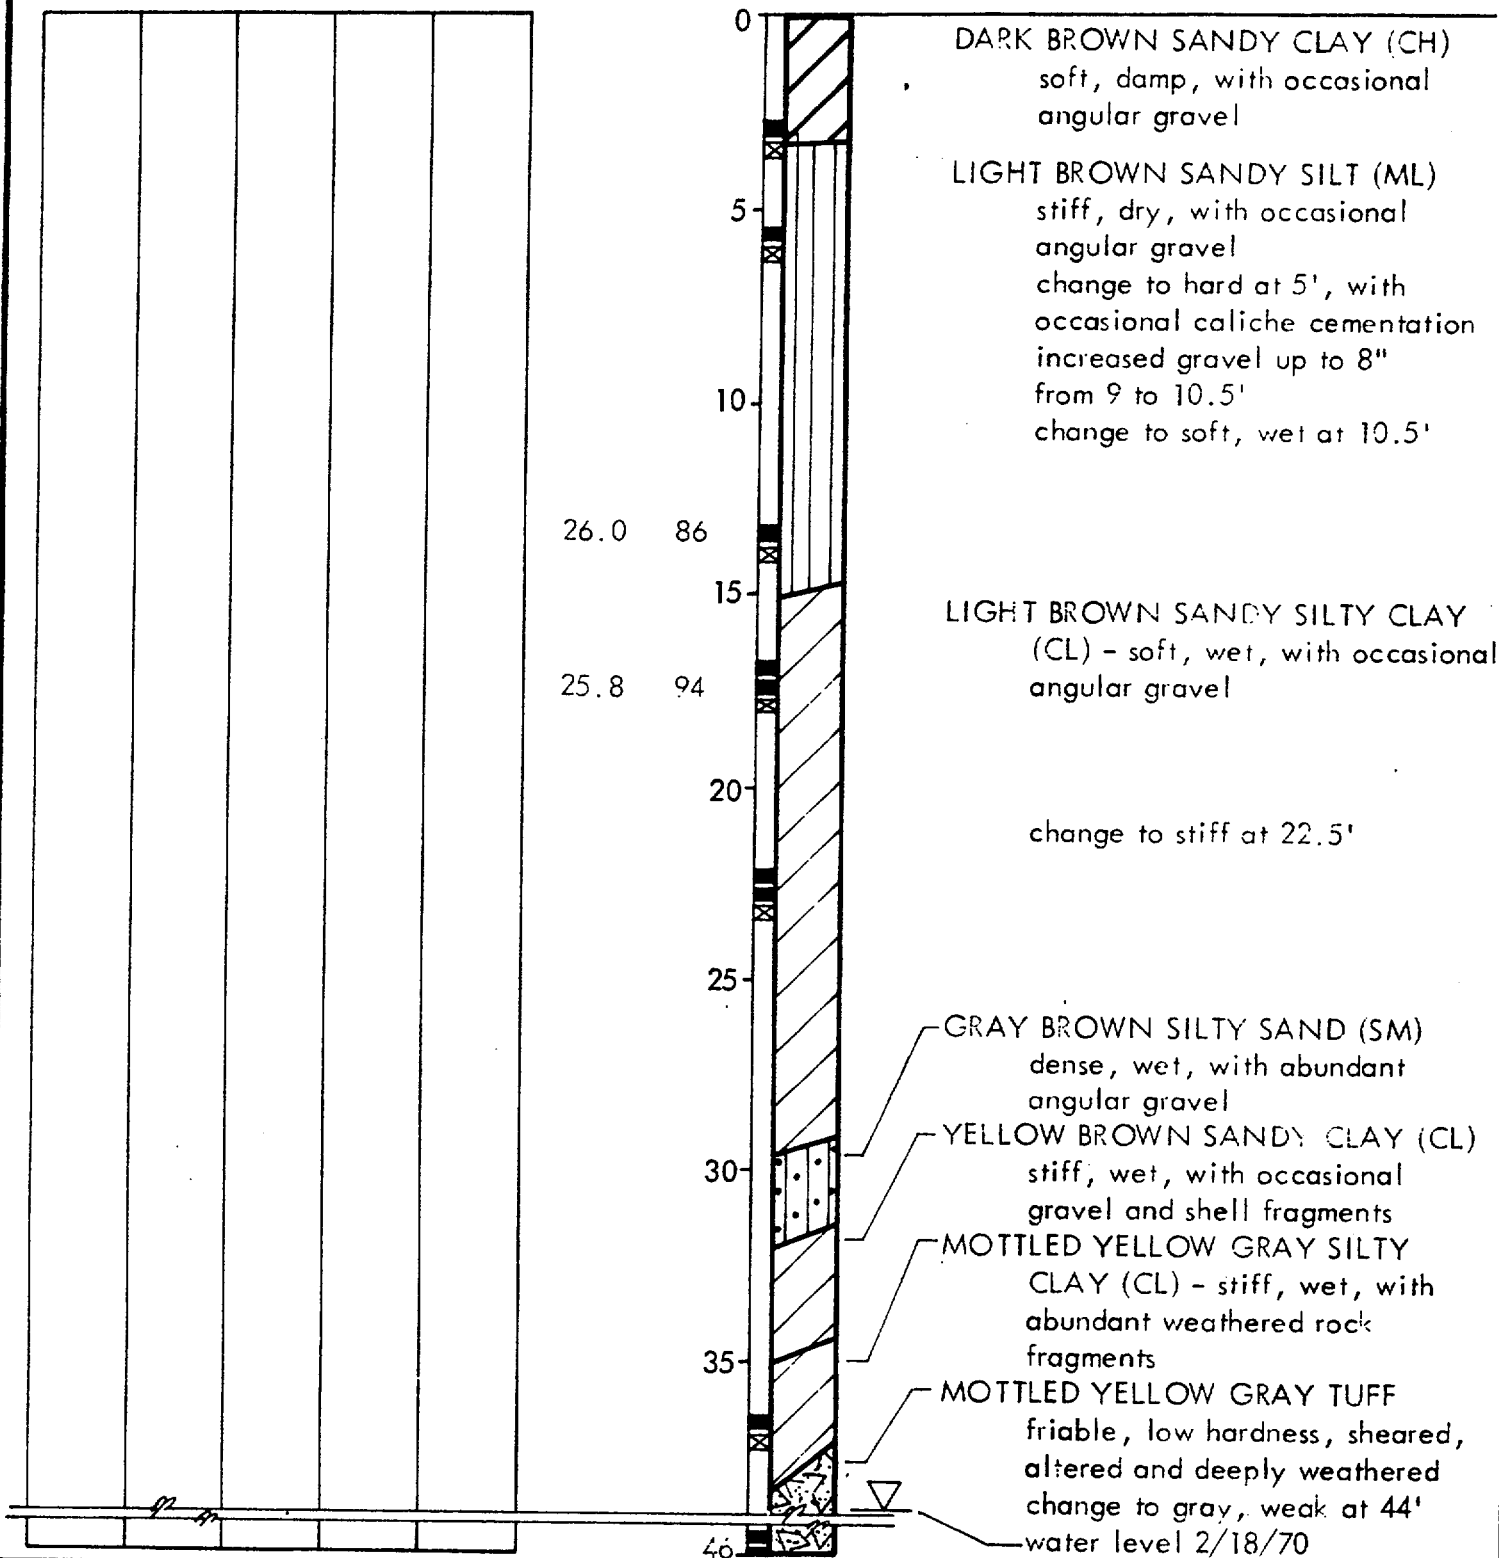 0
DARK BROWN SANDY CLAY (CH)
soft, damp, with occasional
angular gravel
LIGHT BROWN SANDY SILT (ML)
5
stiff, dry, with occasional
angular gravel
change to hard at 5', with
occasional caliche cementation
increased gravel up to 8"
10
from 9 to 10.5'
change to soft, wet at 10.5'
26.0 86
15
LIGHT BROWN SANDY SILTY CLAY
(CL) - soft, wet, with occasional
25.8 94
angular gravel
20
change to stiff at 22.5'
25
GRAY BROWN SILTY SAND (SM)
dense, wet, with abundant
angular gravel
YELLOW BROWN SANDY CLAY (CL)
30
stiff, wet, with occasional
gravel and shell fragments
MOTTLED YELLOW GRAY SILTY
CLAY (CL) - stiff, wet, with
abundant weathered rock
35
fragments
MOTTLED YELLOW GRAY TUFF
friable, low hardness, sheared,
altered and deeply weathered
change to gray, weak at 44'
water level 2/18/70
46